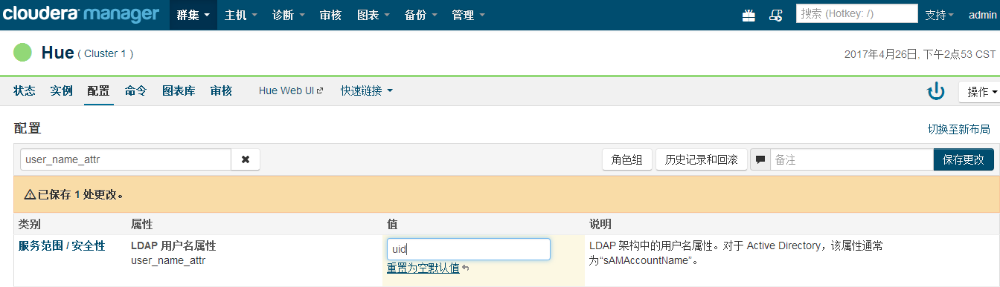 cloudera manager 群集 主机 诊断 审核 图表 备份 管理 搜索 (Hotkey: /) 支持 admin
Hue ( Cluster 1 ) 2017年4月26日, 下午2点53 CST
状态 实例 配置 命令 图表库 审核 Hue Web UI 快速链接 操作
配置 切换至新布局
user_name_attr 角色组 历史记录和回滚 备注 保存更改
已保存 1 处更改。
类别 属性 值 说明
服务范围 / 安全性 LDAP 用户名属性 uid LDAP 架构中的用户名属性。对于 Active Directory，该属性通常
user_name_attr 重置为空默认值 为“sAMAccountName”。